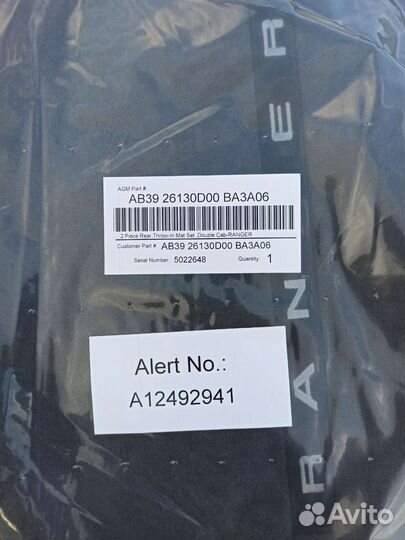 AGM Part #:
AB39 26130D00 BA3A06
2 Piece Rear Throw-In Mat Set Double Cab-RANGER
Customer Part #: AB39 26130D00 BA3A06
Serial Number: 5022648 Quantity: 1
Alert No.:
A12492941
RANGER
Avito